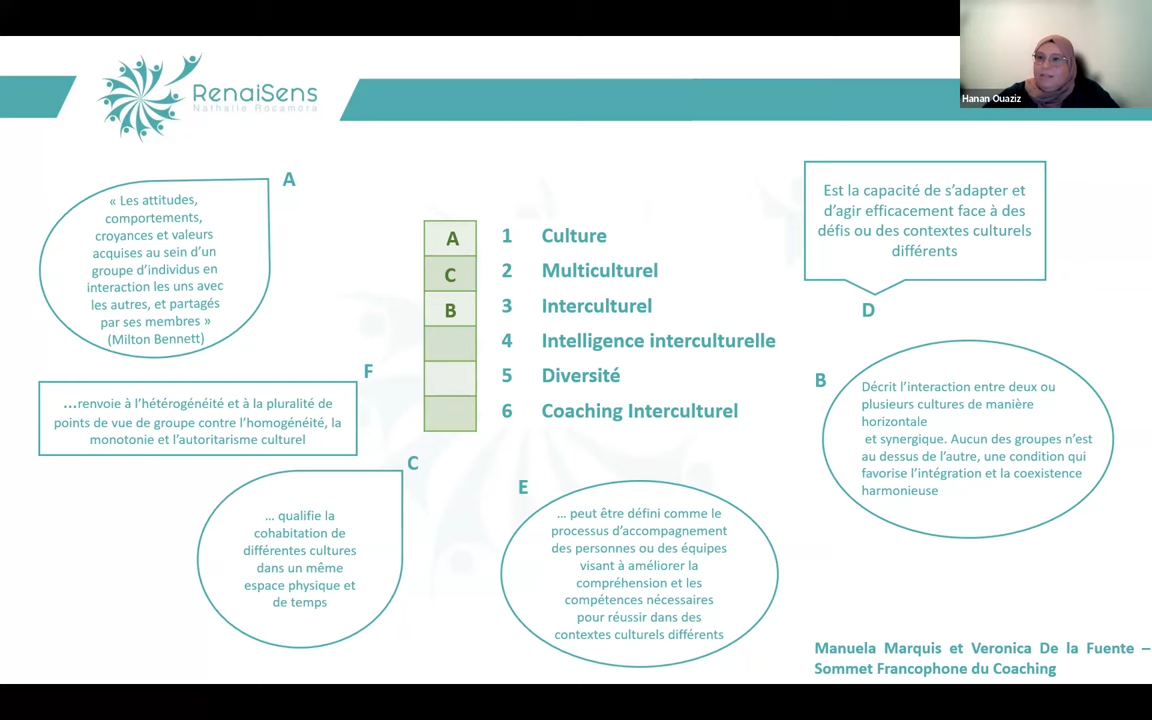 RenaiSens
Nathalie Rocamora
Hanan Ouaziz
A
« Les attitudes,
comportements,
croyances et valeurs
acquises au sein d'un
groupe d'individus en
interaction les uns avec
les autres, et partagés
par ses membres »
(Milton Bennett)
F
...renvoie à l'hétérogénéité et à la pluralité de
points de vue de groupe contre l'homogénéité, la
monotonie et l'autoritarisme culturel
C
... qualifie la
cohabitation de
différentes cultures
dans un même
espace physique et
de temps
A 1 Culture
C 2 Multiculturel
B 3 Interculturel
4 Intelligence interculturelle
5 Diversité
6 Coaching Interculturel
E
... peut être défini comme le
processus d'accompagnement
des personnes ou des équipes
visant à améliorer la
compréhension et les
compétences nécessaires
pour réussir dans des
contextes culturels différents
Est la capacité de s'adapter et
d'agir efficacement face à des
défis ou des contextes culturels
différents
D
B
Décrit l'interaction entre deux ou
plusieurs cultures de manière
horizontale
et synergique. Aucun des groupes n'est
au dessus de l'autre, une condition qui
favorise l'intégration et la coexistence
harmonieuse
Manuela Marquis et Veronica De la Fuente –
Sommet Francophone du Coaching